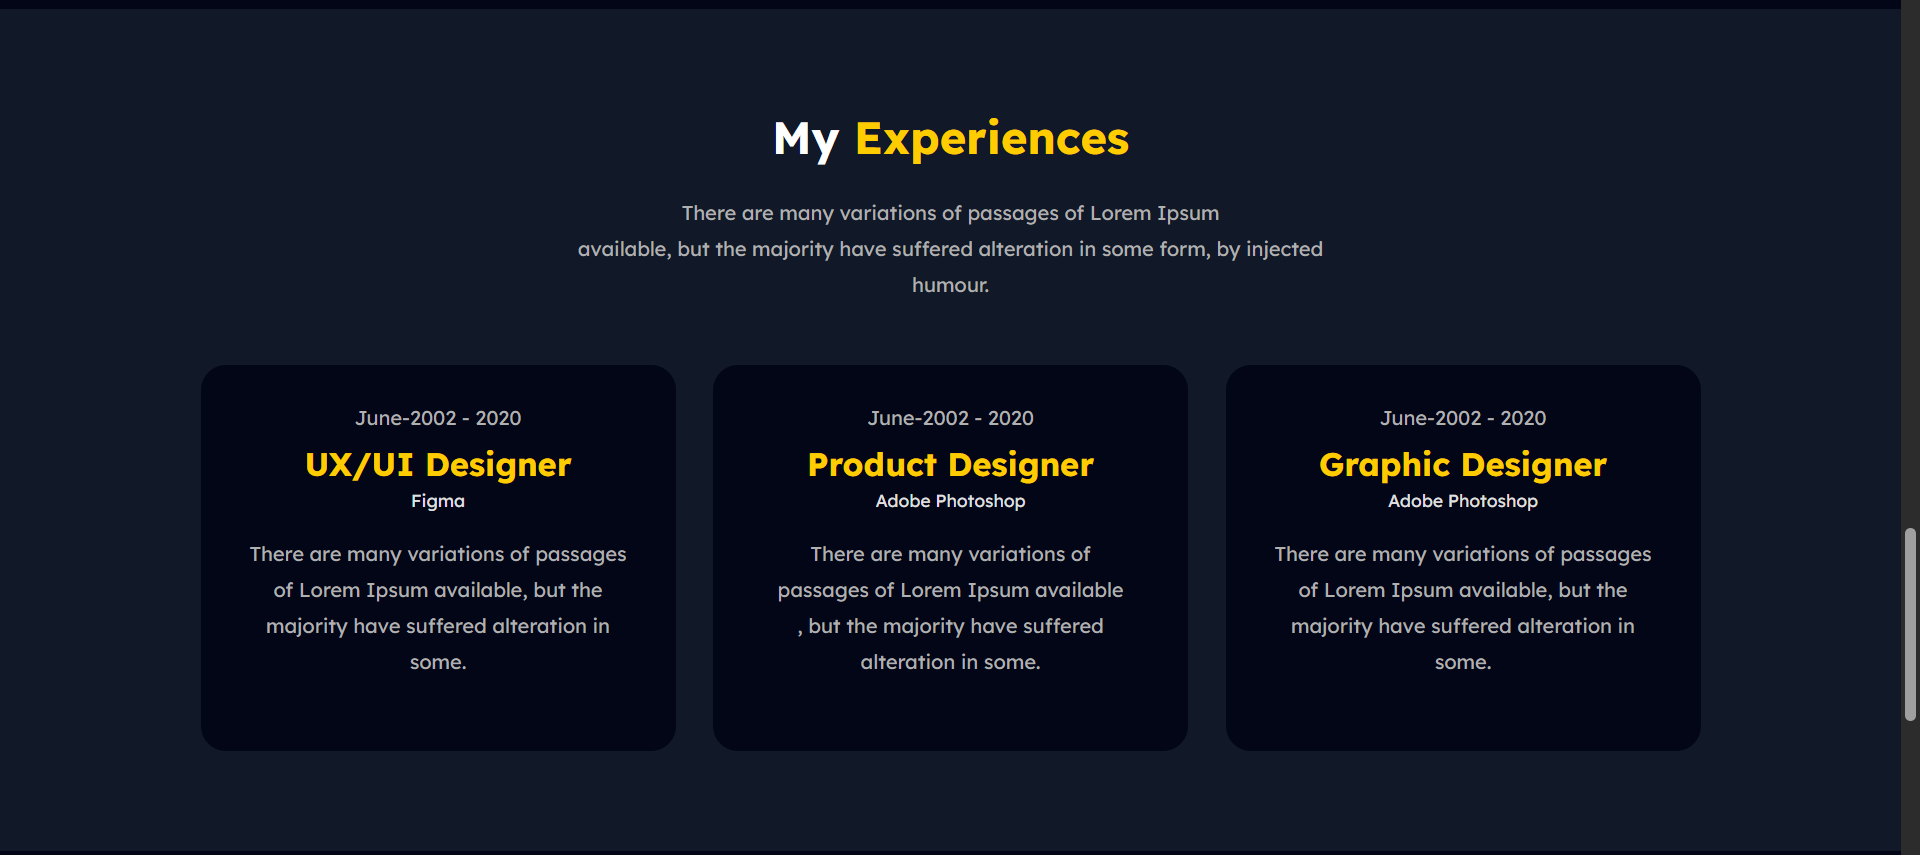 My Experiences
There are many variations of passages of Lorem Ipsum
available, but the majority have suffered alteration in some form, by injected
humour.
June-2002 - 2020
UX/UI Designer
Figma
There are many variations of passages
of Lorem Ipsum available, but the
majority have suffered alteration in
some.
June-2002 - 2020
Product Designer
Adobe Photoshop
There are many variations of
passages of Lorem Ipsum available
, but the majority have suffered
alteration in some.
June-2002 - 2020
Graphic Designer
Adobe Photoshop
There are many variations of passages
of Lorem Ipsum available, but the
majority have suffered alteration in
some.